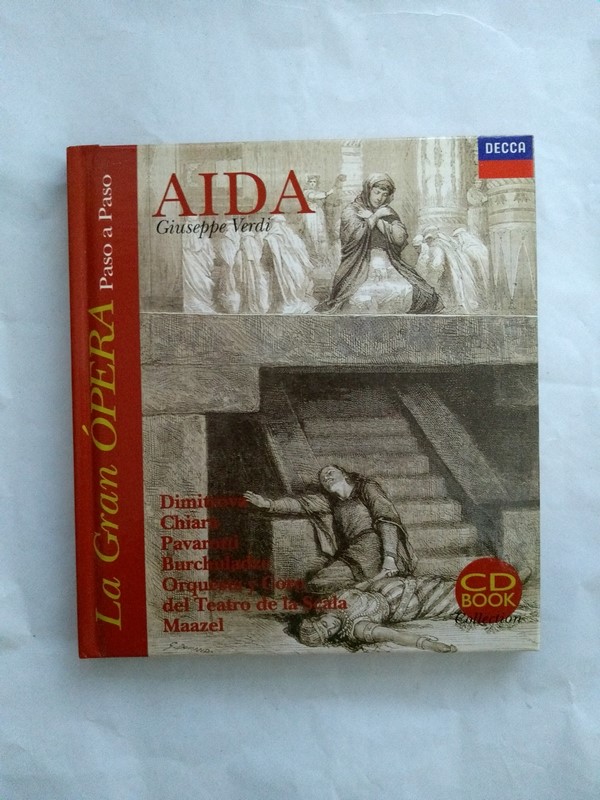 La Gran ÓPERA Paso a Paso
DECCA
AIDA
Giuseppe Verdi
Dimitrova
Chiara
Pavarotti
Burchuladze
Orquesta y Coro
del Teatro de la Scala
Maazel
CD
BOOK
Collection